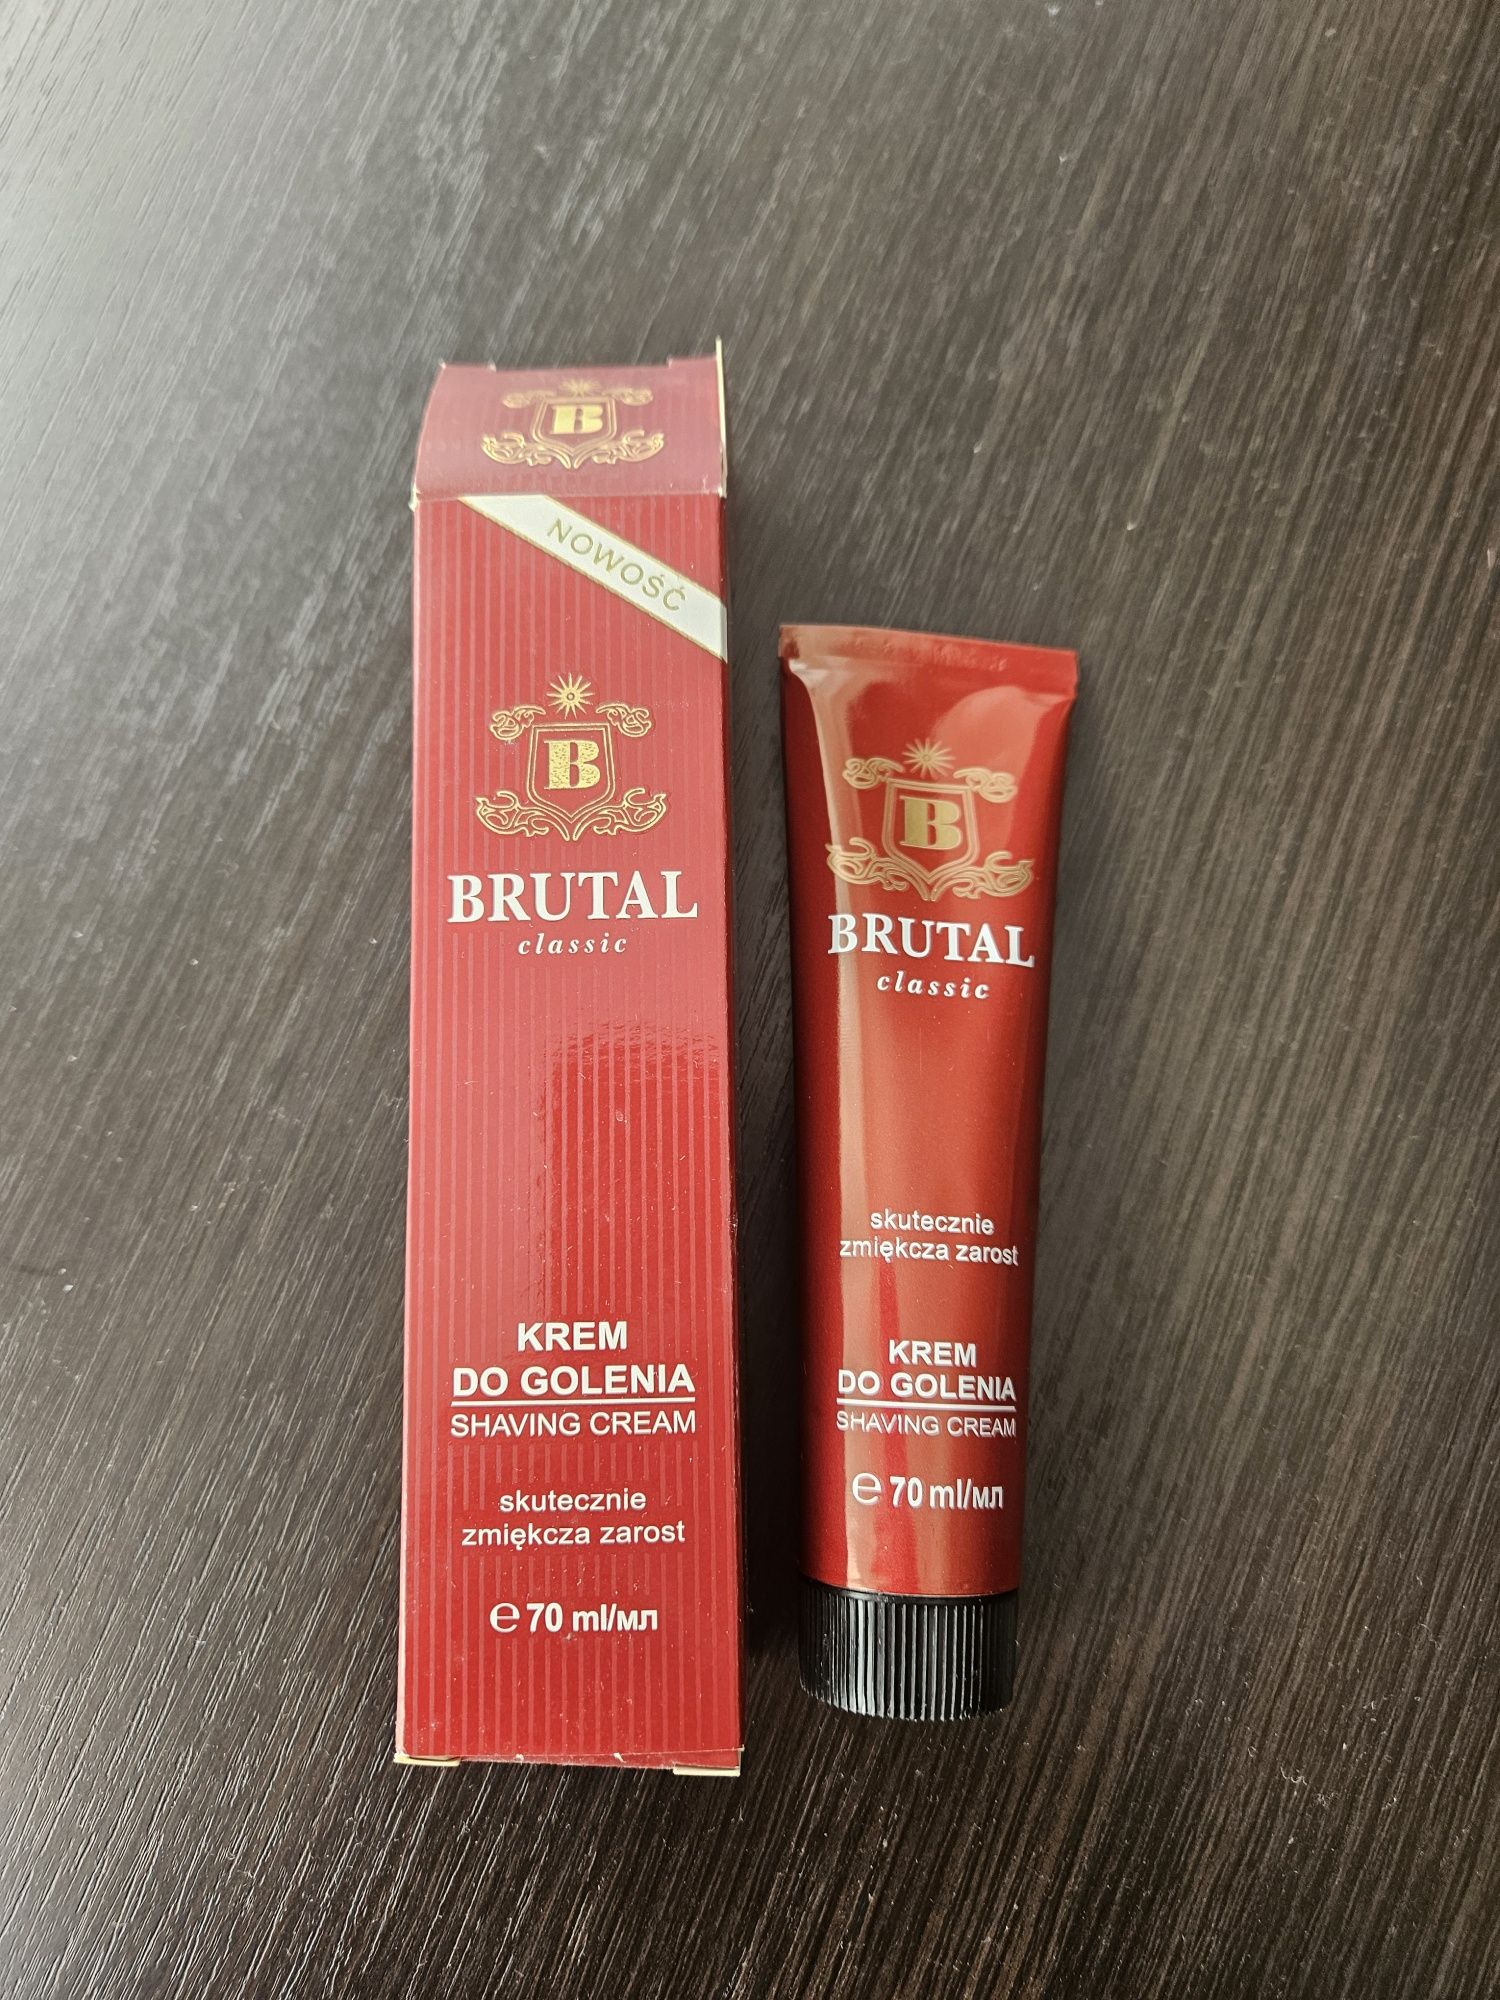 B
NOWOŚĆ
B
BRUTAL
classic
KREM
DO GOLENIA
SHAVING CREAM
skutecznie
zmiękcza zarost
℮ 70 ml/мл
B
BRUTAL
classic
skutecznie
zmiękcza zarost
KREM
DO GOLENIA
SHAVING CREAM
℮ 70 ml/мл